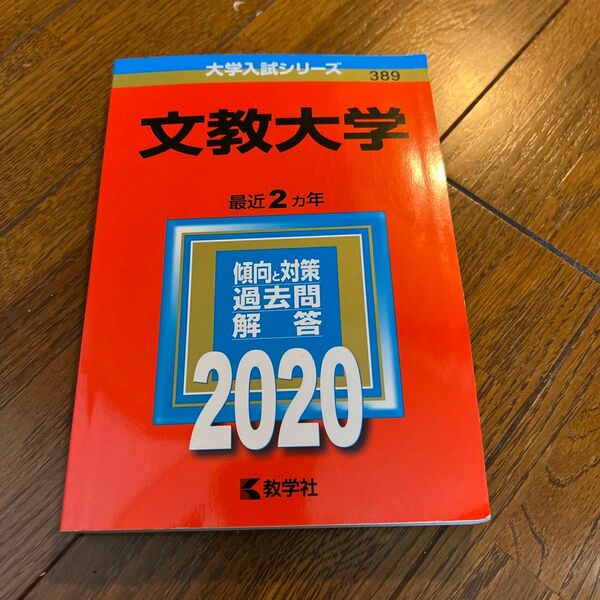 大学入試シリーズ
389
文教大学
最近2カ年
傾向と対策
過去問
解答
2020
教学社